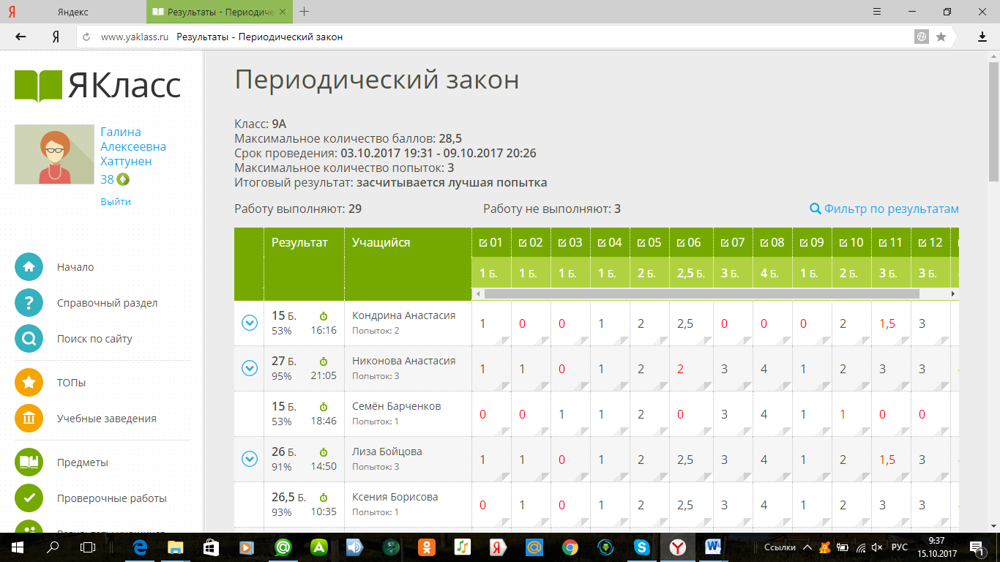 Яндекс
Результаты - Периодиче
www.yaklass.ru Результаты - Периодический закон
ЯКласс
Галина
Алексеевна
Хаттунен
38
Выйти
Начало
Справочный раздел
Поиск по сайту
ТОПы
Учебные заведения
Предметы
Проверочные работы
Периодический закон
Класс: 9А
Максимальное количество баллов: 28,5
Срок проведения: 03.10.2017 19:31 - 09.10.2017 20:26
Максимальное количество попыток: 3
Итоговый результат: засчитывается лучшая попытка
Работу выполняют: 29 Работу не выполняют: 3 Фильтр по результатам
Результат Учащийся 01 02 03 04 05 06 07 08 09 10 11 12
1 Б. 1 Б. 1 Б. 1 Б. 2 Б. 2,5 Б. 3 Б. 4 Б. 1 Б. 2 Б. 3 Б. 3 Б.
15 Б. Кондрина Анастасия
53% 16:16 Попыток: 2
1 0 0 1 2 2,5 0 0 0 2 1,5 3
27 Б. Никонова Анастасия
95% 21:05 Попыток: 3
1 1 0 1 2 2 3 4 1 2 3 3
15 Б. Семён Барченков
53% 18:46 Попыток: 1
0 0 1 1 2 0 3 4 1 1 0 0
26 Б. Лиза Бойцова
91% 14:50 Попыток: 3
1 1 0 1 2 2,5 3 4 1 2 1,5 3
26,5 Б. Ксения Борисова
93% 10:35 Попыток: 1
0 1 0 1 2 2,5 3 4 1 2 3 3
Ссылки РУС 9:37
15.10.2017
1